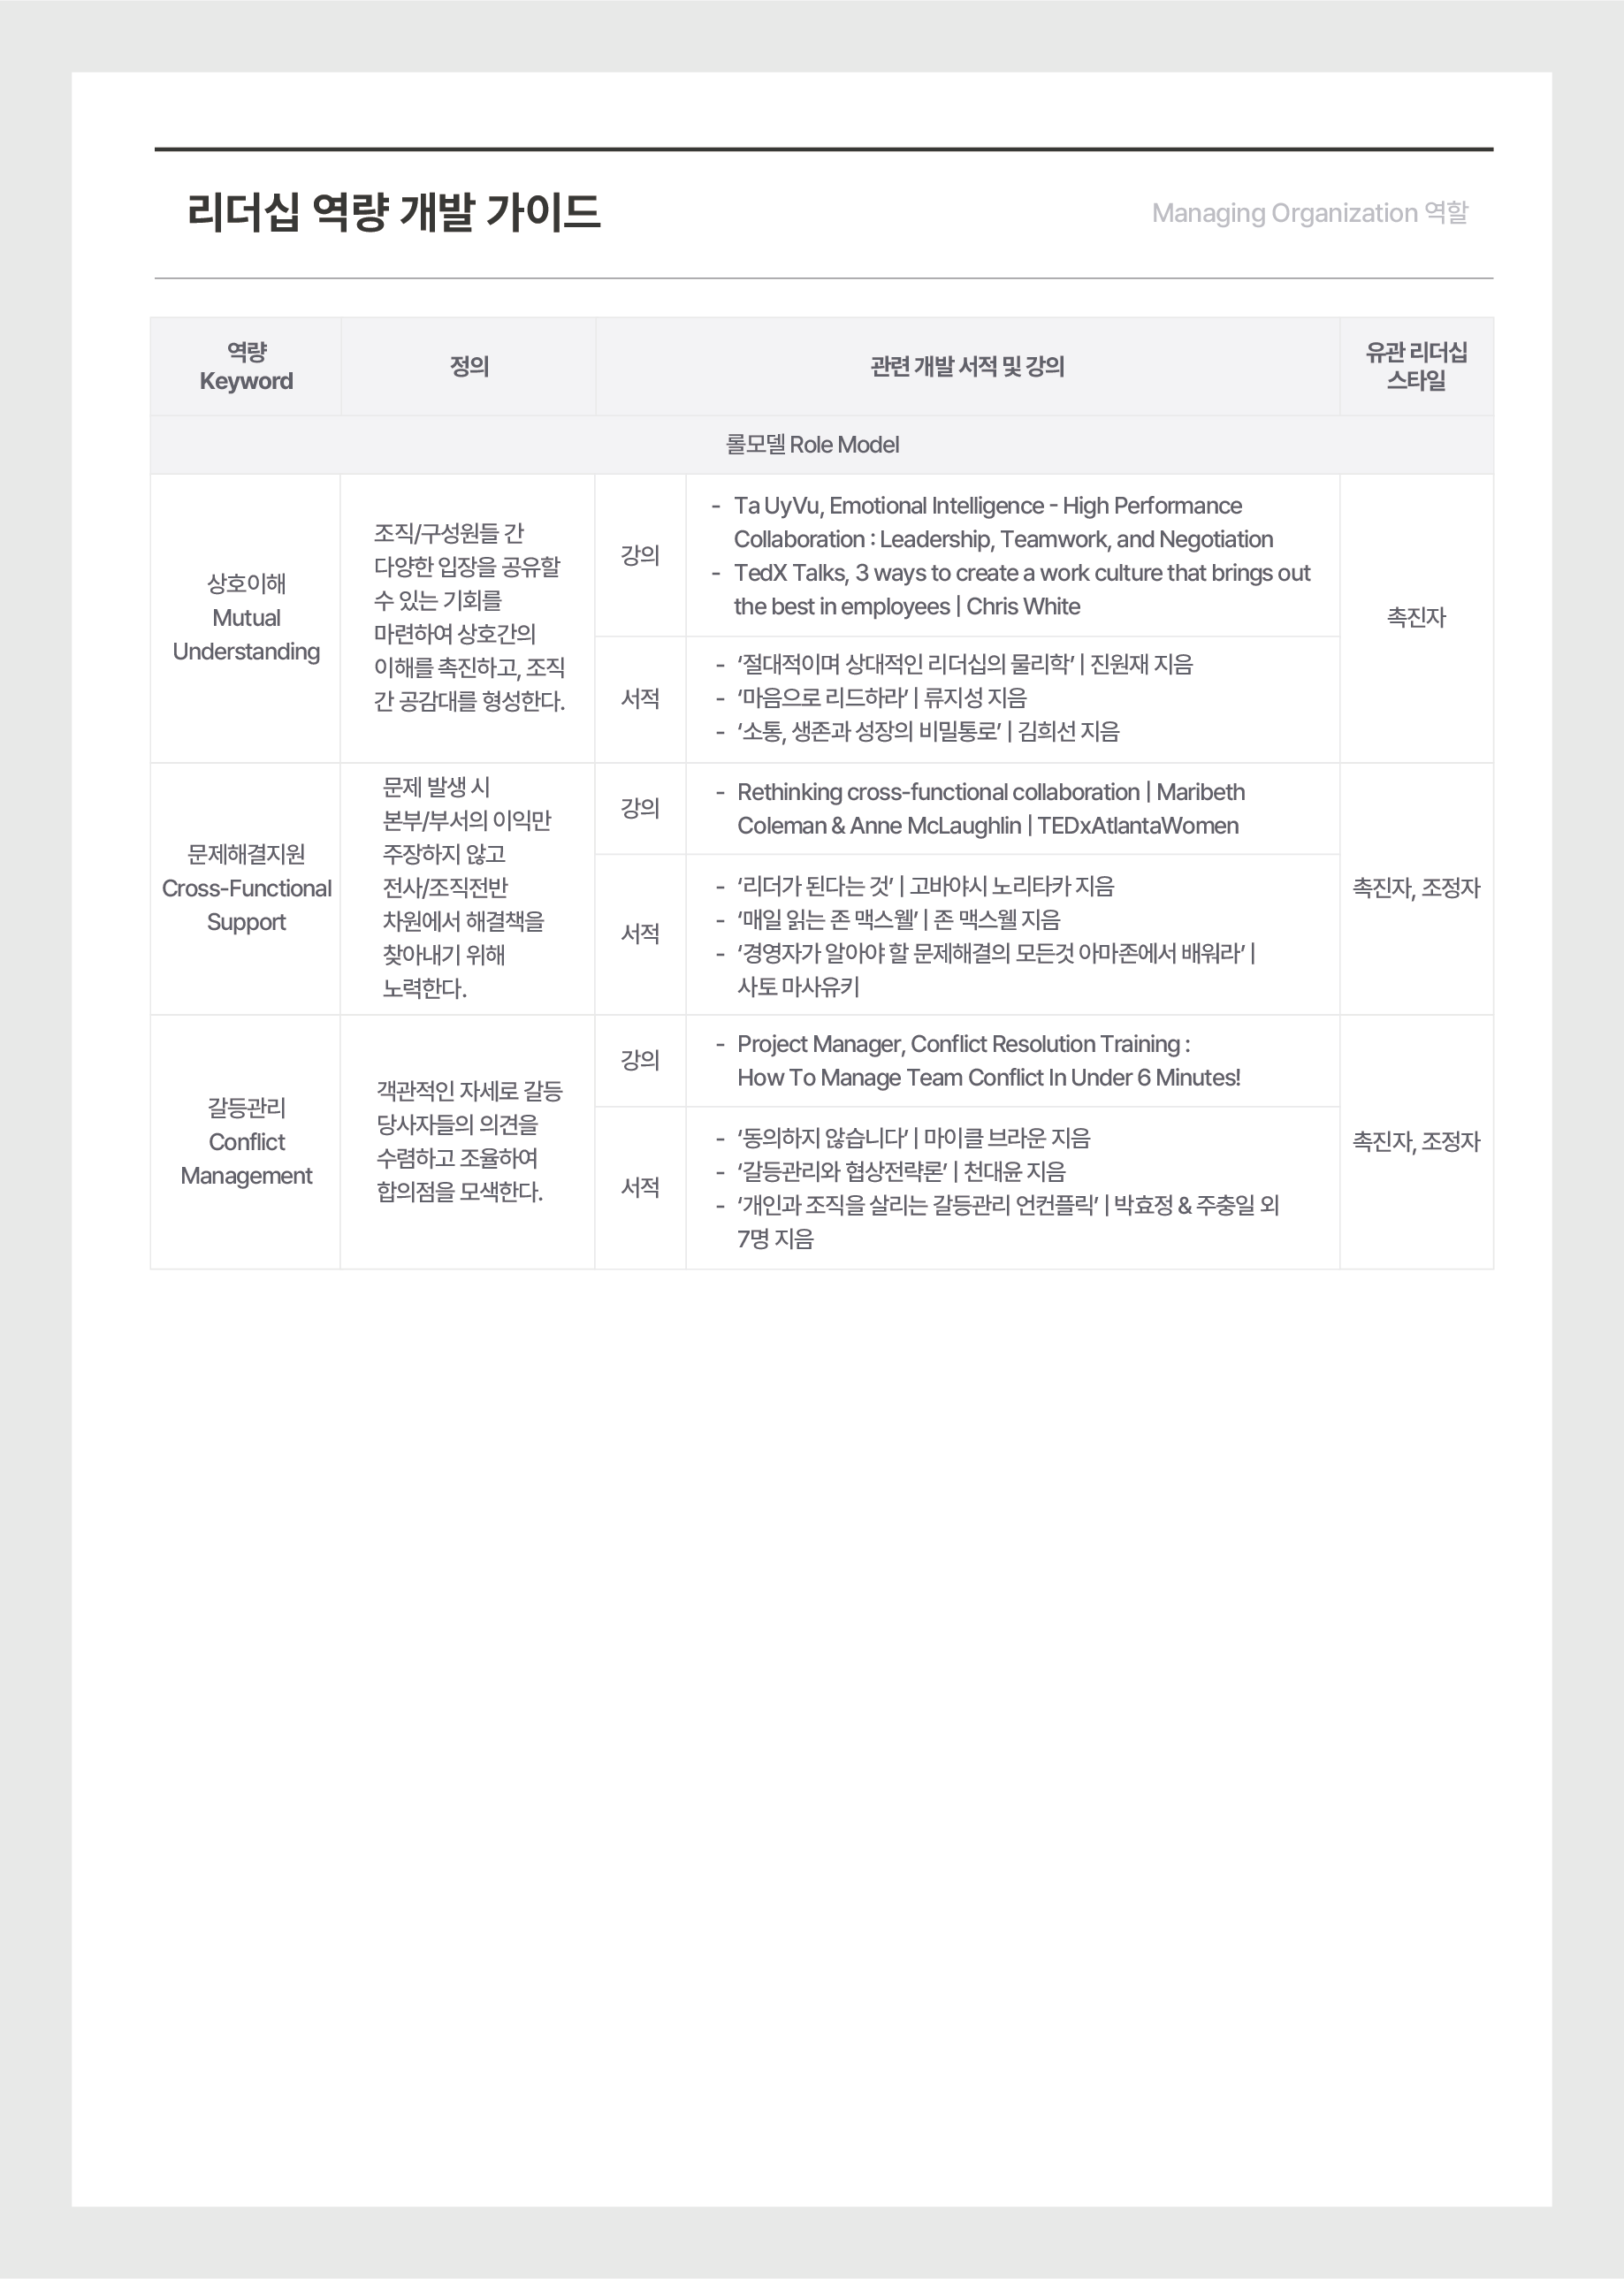 리더십 역량 개발 가이드
Managing Organization 역할
역량
Keyword
정의
관련 개발 서적 및 강의
유관 리더십
스타일
롤모델 Role Model
상호이해
Mutual
Understanding
조직/구성원들 간
다양한 입장을 공유할
수 있는 기회를
마련하여 상호간의
이해를 촉진하고, 조직
간 공감대를 형성한다.
강의
- Ta UyVu, Emotional Intelligence - High Performance
Collaboration : Leadership, Teamwork, and Negotiation
- TedX Talks, 3 ways to create a work culture that brings out
the best in employees | Chris White
서적
- ‘절대적이며 상대적인 리더십의 물리학’ | 진원재 지음
- ‘마음으로 리드하라’ | 류지성 지음
- ‘소통, 생존과 성장의 비밀통로’ | 김희선 지음
촉진자
문제해결지원
Cross-Functional
Support
문제 발생 시
본부/부서의 이익만
주장하지 않고
전사/조직전반
차원에서 해결책을
찾아내기 위해
노력한다.
강의
- Rethinking cross-functional collaboration | Maribeth
Coleman & Anne McLaughlin | TEDxAtlantaWomen
서적
- ‘리더가 된다는 것’ | 고바야시 노리타카 지음
- ‘매일 읽는 존 맥스웰’ | 존 맥스웰 지음
- ‘경영자가 알아야 할 문제해결의 모든것 아마존에서 배워라’ |
사토 마사유키
촉진자, 조정자
갈등관리
Conflict
Management
객관적인 자세로 갈등
당사자들의 의견을
수렴하고 조율하여
합의점을 모색한다.
강의
- Project Manager, Conflict Resolution Training :
How To Manage Team Conflict In Under 6 Minutes!
서적
- ‘동의하지 않습니다’ | 마이클 브라운 지음
- ‘갈등관리와 협상전략론’ | 천대윤 지음
- ‘개인과 조직을 살리는 갈등관리 언컨플릭’ | 박효정 & 주충일 외
7명 지음
촉진자, 조정자